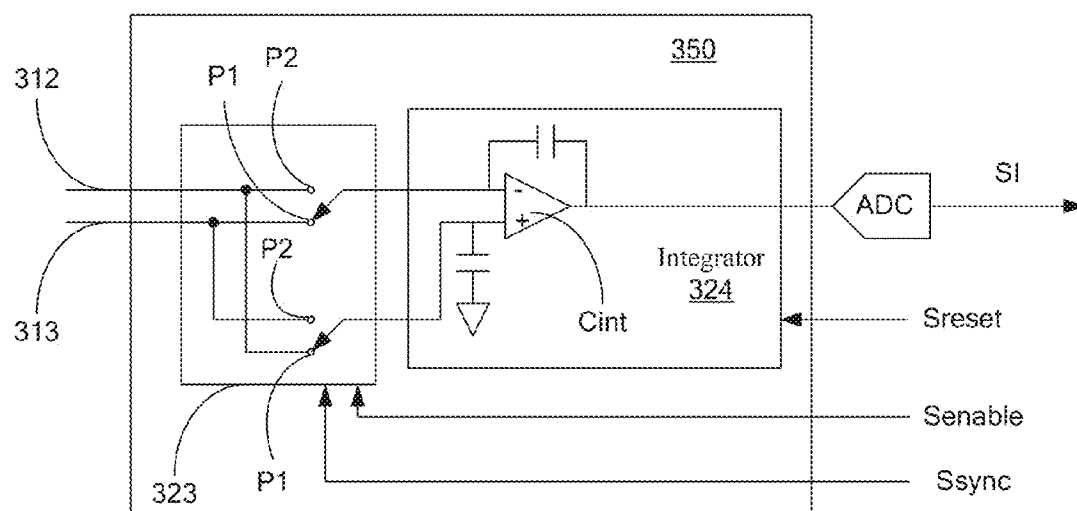 350
P2
312
P1
SI
-
ADC
+
P2
Integrator
324
313
Cint
Sreset
Senable
323
P1
Ssync